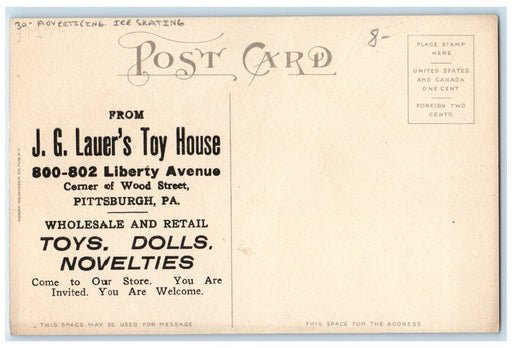 30- ADVERTISING ICE SKATING
8-
POST CARD
PLACE STAMP
HERE
UNITED STATES
AND CANADA
ONE CENT
FOREIGN TWO
CENTS
FROM
J. G. Lauer's Toy House
800-802 Liberty Avenue
Corner of Wood Street,
PITTSBURGH, PA.
WHOLESALE AND RETAIL
TOYS, DOLLS,
NOVELTIES
Come to Our Store. You Are
Invited. You Are Welcome.
THIS SPACE MAY BE USED FOR MESSAGE
THIS SPACE FOR THE ADDRESS